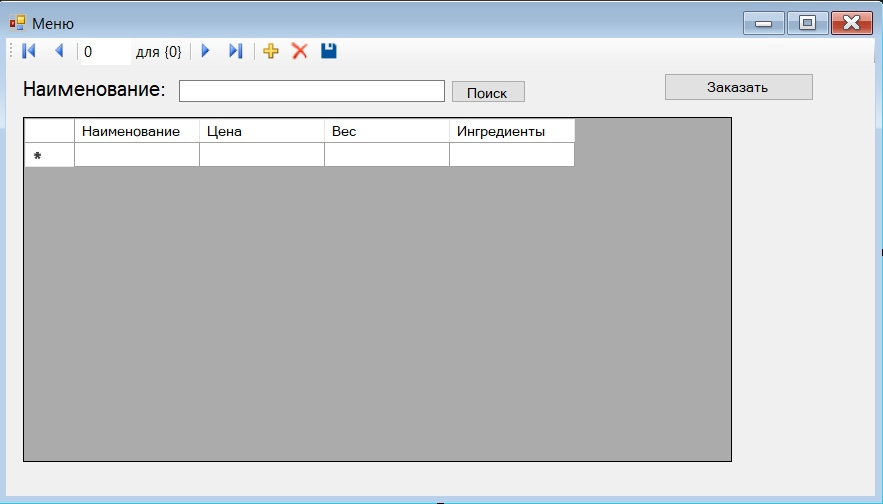 Меню
0 для {0}
Наименование: Поиск Заказать
Наименование Цена Вес Ингредиенты
*